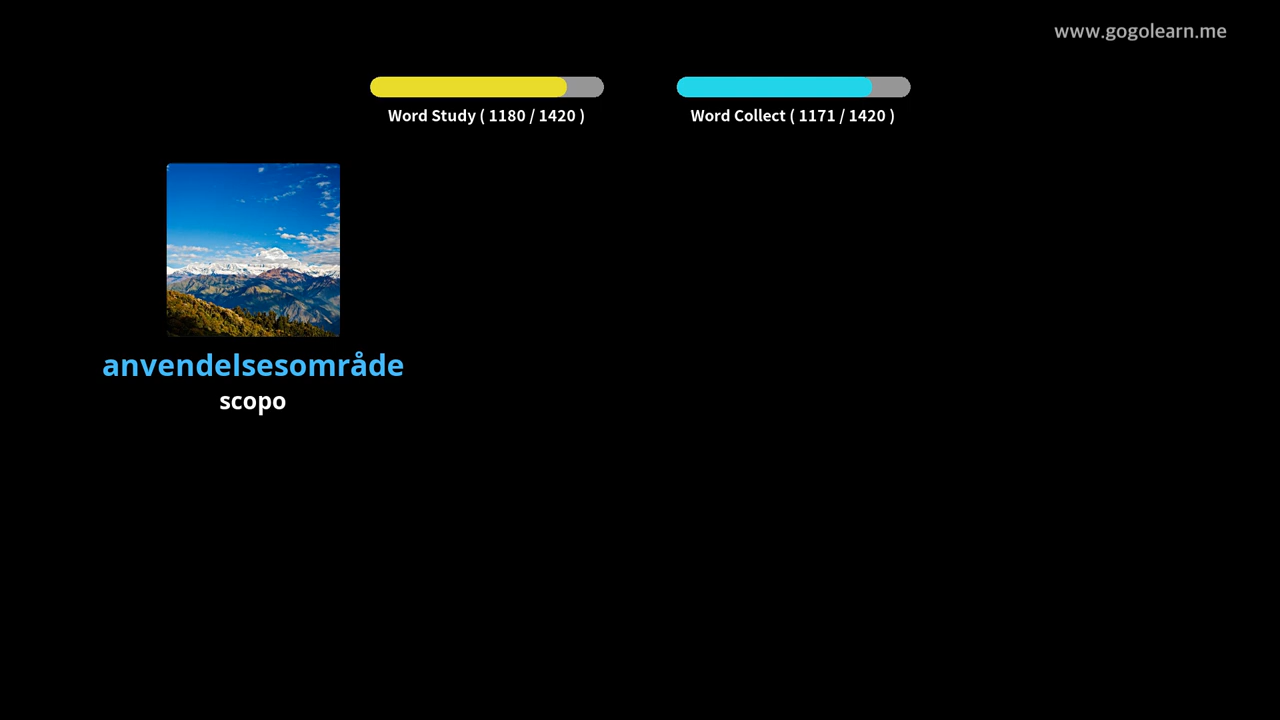 www.gogolearn.me
Word Study ( 1180 / 1420 )
Word Collect ( 1171 / 1420 )
anvendelsesområde
scopo